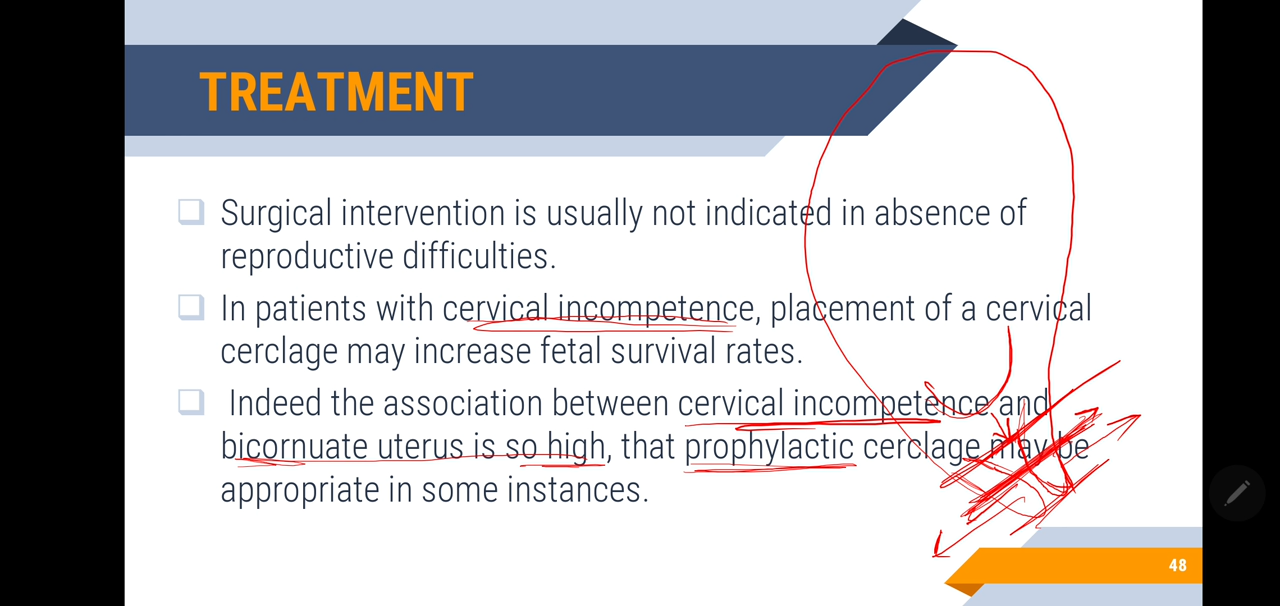 TREATMENT
Surgical intervention is usually not indicated in absence of
reproductive difficulties.
In patients with cervical incompetence, placement of a cervical
cerclage may increase fetal survival rates.
Indeed the association between cervical incompetence and
bicornuate uterus is so high, that prophylactic cerclage may be
appropriate in some instances.
48